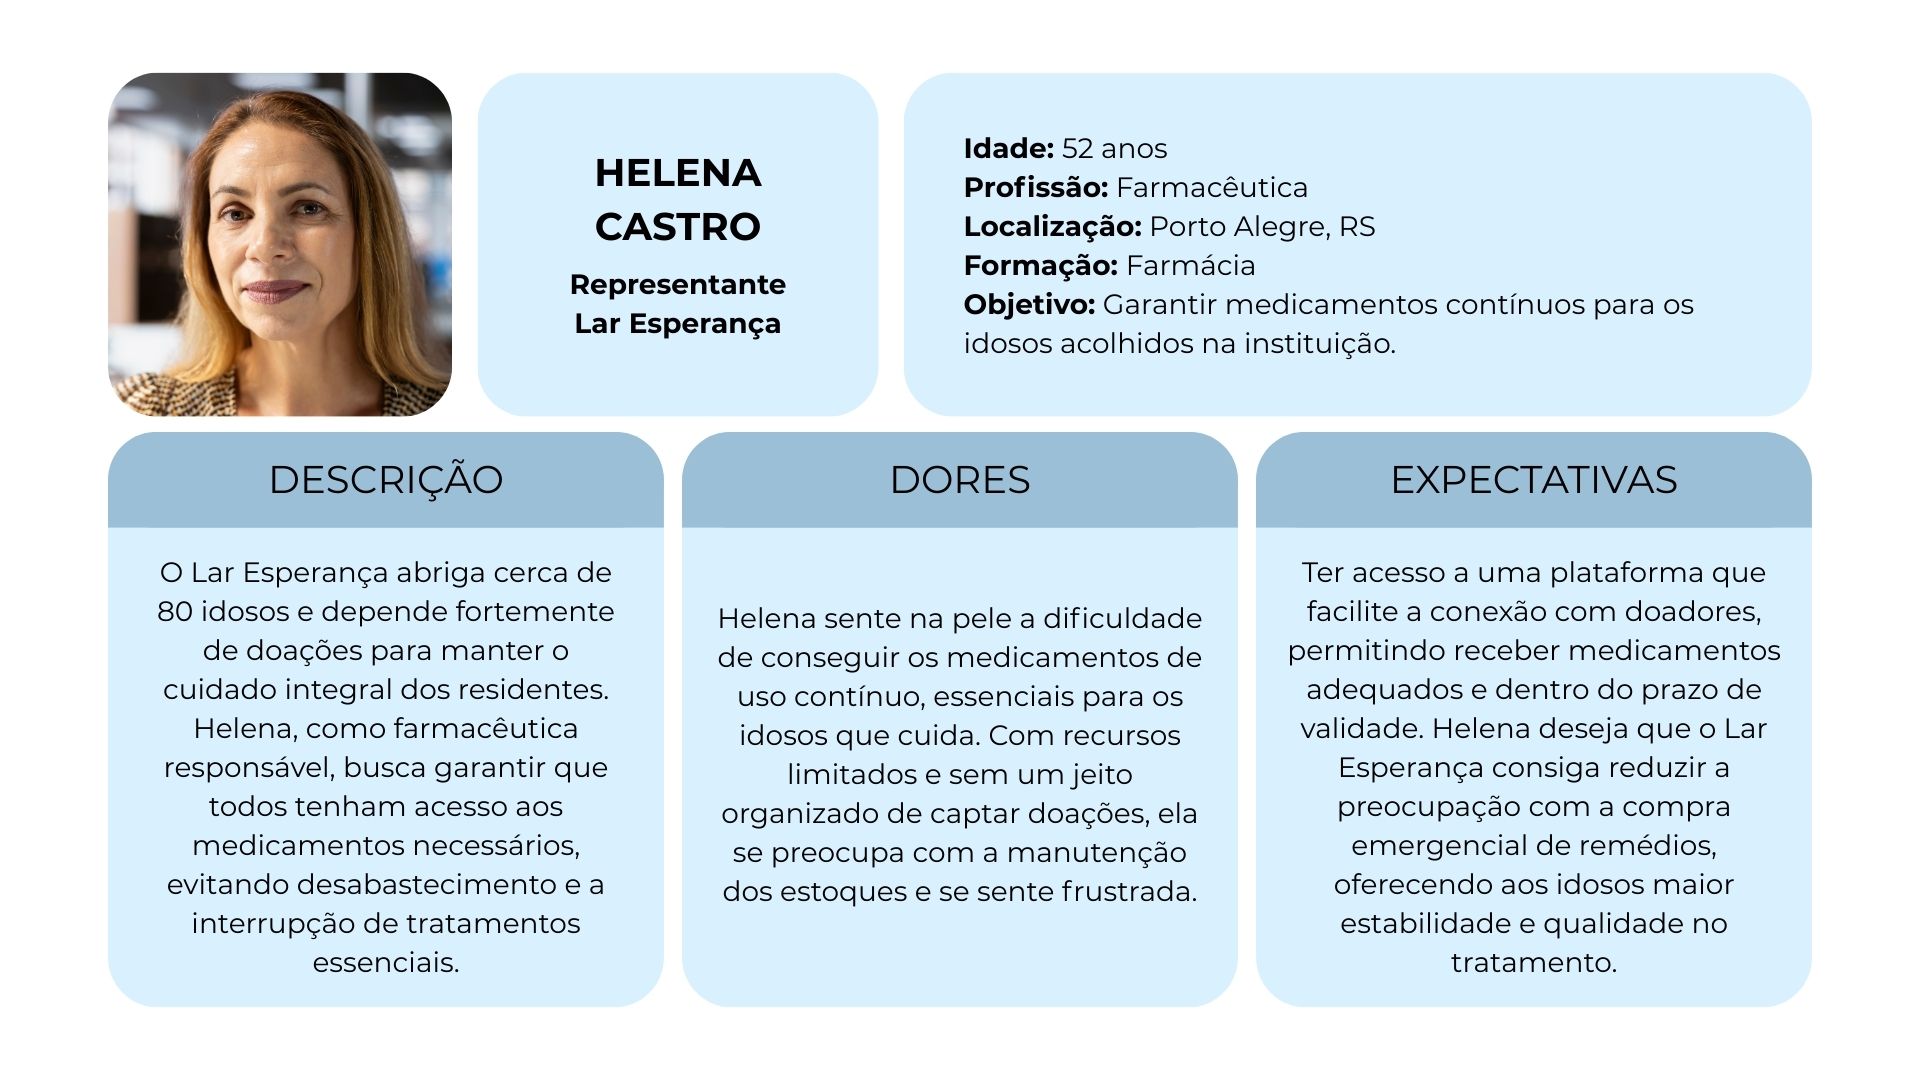 HELENA
CASTRO
Representante
Lar Esperança
Idade: 52 anos
Profissão: Farmacêutica
Localização: Porto Alegre, RS
Formação: Farmácia
Objetivo: Garantir medicamentos contínuos para os
idosos acolhidos na instituição.
DESCRIÇÃO
O Lar Esperança abriga cerca de
80 idosos e depende fortemente
de doações para manter o
cuidado integral dos residentes.
Helena, como farmacêutica
responsável, busca garantir que
todos tenham acesso aos
medicamentos necessários,
evitando desabastecimento e a
interrupção de tratamentos
essenciais.
DORES
Helena sente na pele a dificuldade
de conseguir os medicamentos de
uso contínuo, essenciais para os
idosos que cuida. Com recursos
limitados e sem um jeito
organizado de captar doações, ela
se preocupa com a manutenção
dos estoques e se sente frustrada.
EXPECTATIVAS
Ter acesso a uma plataforma que
facilite a conexão com doadores,
permitindo receber medicamentos
adequados e dentro do prazo de
validade. Helena deseja que o Lar
Esperança consiga reduzir a
preocupação com a compra
emergencial de remédios,
oferecendo aos idosos maior
estabilidade e qualidade no
tratamento.